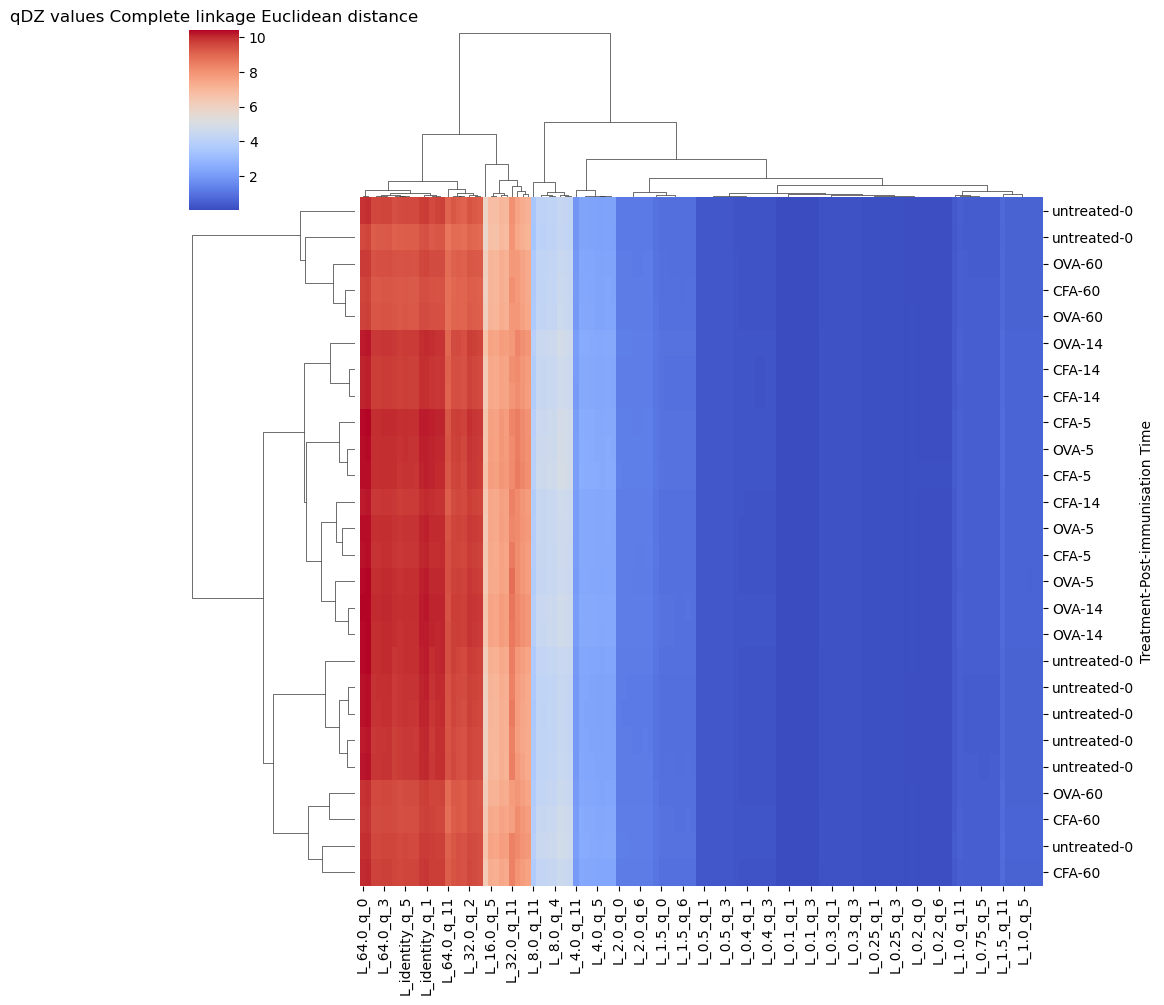 qDZ values Complete linkage Euclidean distance
10
8
6
4
2
untreated-0
untreated-0
OVA-60
CFA-60
OVA-60
OVA-14
CFA-14
CFA-14
CFA-5
OVA-5
CFA-5
CFA-14
OVA-5
CFA-5
OVA-5
OVA-14
OVA-14
untreated-0
untreated-0
untreated-0
untreated-0
untreated-0
OVA-60
CFA-60
untreated-0
CFA-60
Treatment-Post-immunisation Time
L_64.0_q_0
L_64.0_q_3
L_identity_q_5
L_identity_q_1
L_64.0_q_11
L_32.0_q_2
L_16.0_q_5
L_32.0_q_11
L_8.0_q_11
L_8.0_q_4
L_4.0_q_11
L_4.0_q_5
L_2.0_q_0
L_2.0_q_6
L_1.5_q_0
L_1.5_q_6
L_0.5_q_1
L_0.5_q_3
L_0.4_q_1
L_0.4_q_3
L_0.1_q_1
L_0.1_q_3
L_0.3_q_1
L_0.3_q_3
L_0.25_q_1
L_0.25_q_3
L_0.2_q_0
L_0.2_q_6
L_1.0_q_11
L_0.75_q_5
L_1.5_q_11
L_1.0_q_5